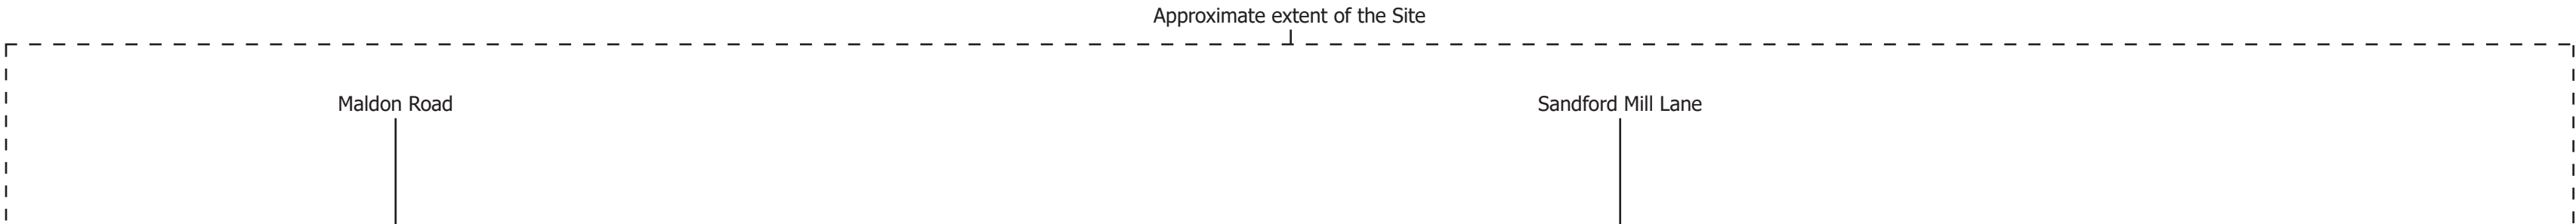 Approximate extent of the Site
Maldon Road
Sandford Mill Lane